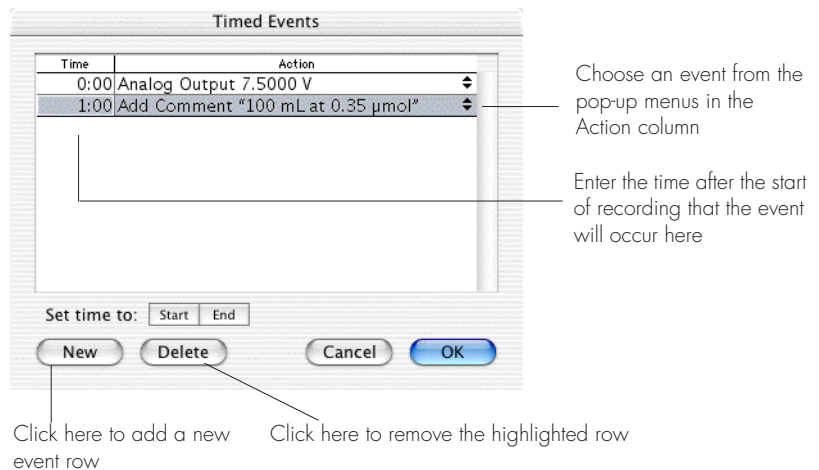 Timed Events
Time Action
0:00 Analog Output 7.5000 V
1:00 Add Comment “100 mL at 0.35 µmol”
Choose an event from the
pop-up menus in the
Action column
Enter the time after the start
of recording that the event
will occur here
Set time to: Start End
New Delete Cancel OK
Click here to add a new
event row
Click here to remove the highlighted row